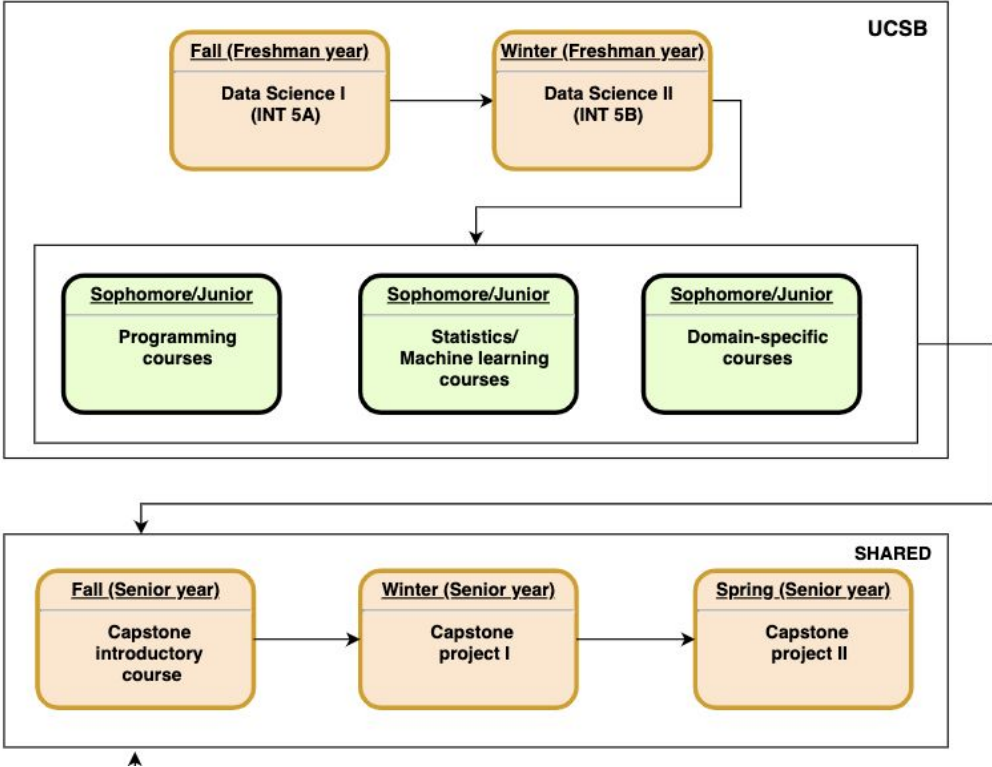 UCSB
Fall (Freshman year)
Data Science I
(INT 5A)
Winter (Freshman year)
Data Science II
(INT 5B)
Sophomore/Junior
Programming
courses
Sophomore/Junior
Statistics/
Machine learning
courses
Sophomore/Junior
Domain-specific
courses
SHARED
Fall (Senior year)
Capstone
introductory
course
Winter (Senior year)
Capstone
project I
Spring (Senior year)
Capstone
project II